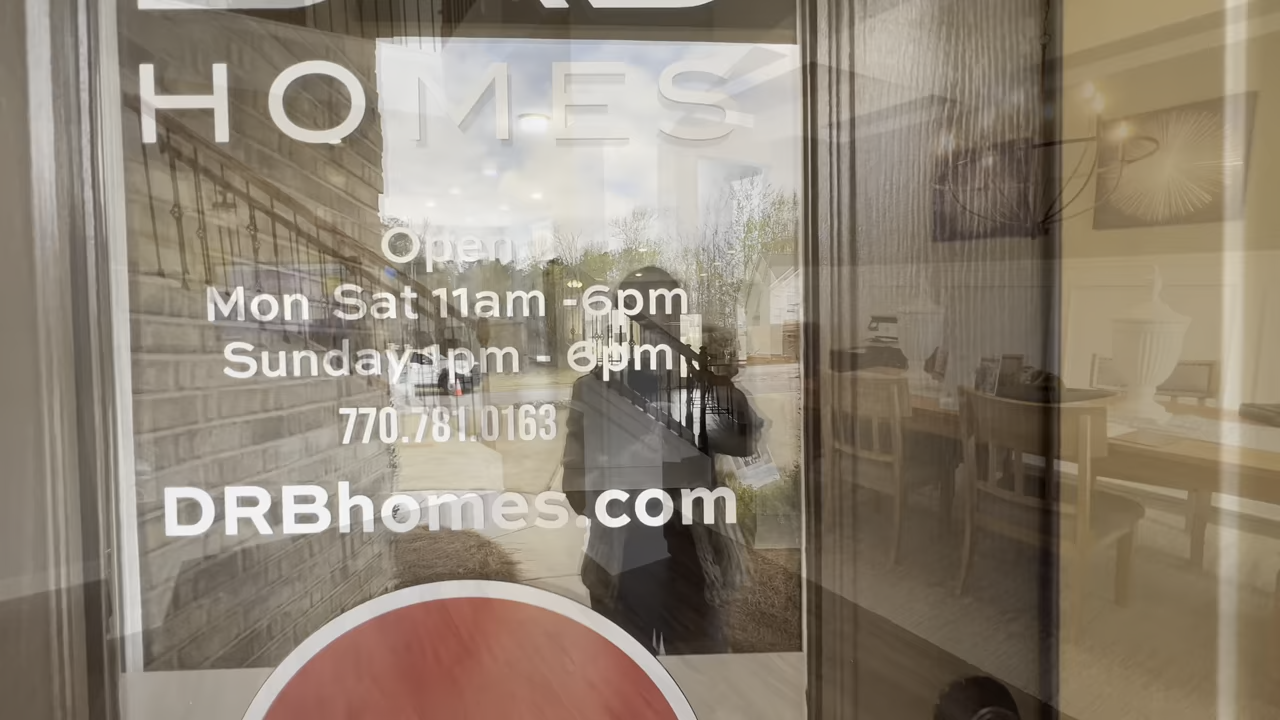 HOMES
Open
Mon Sat 11am -6pm
Sunday 1pm - 6pm
770.781.0163
DRBhomes.com